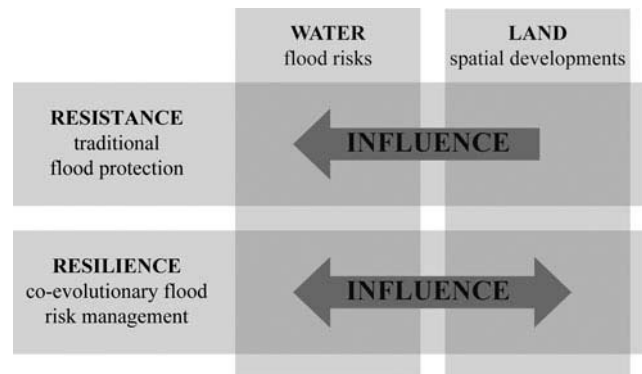 WATER
flood risks
LAND
spatial developments
RESISTANCE
traditional
flood protection
INFLUENCE
RESILIENCE
co-evolutionary flood
risk management
INFLUENCE